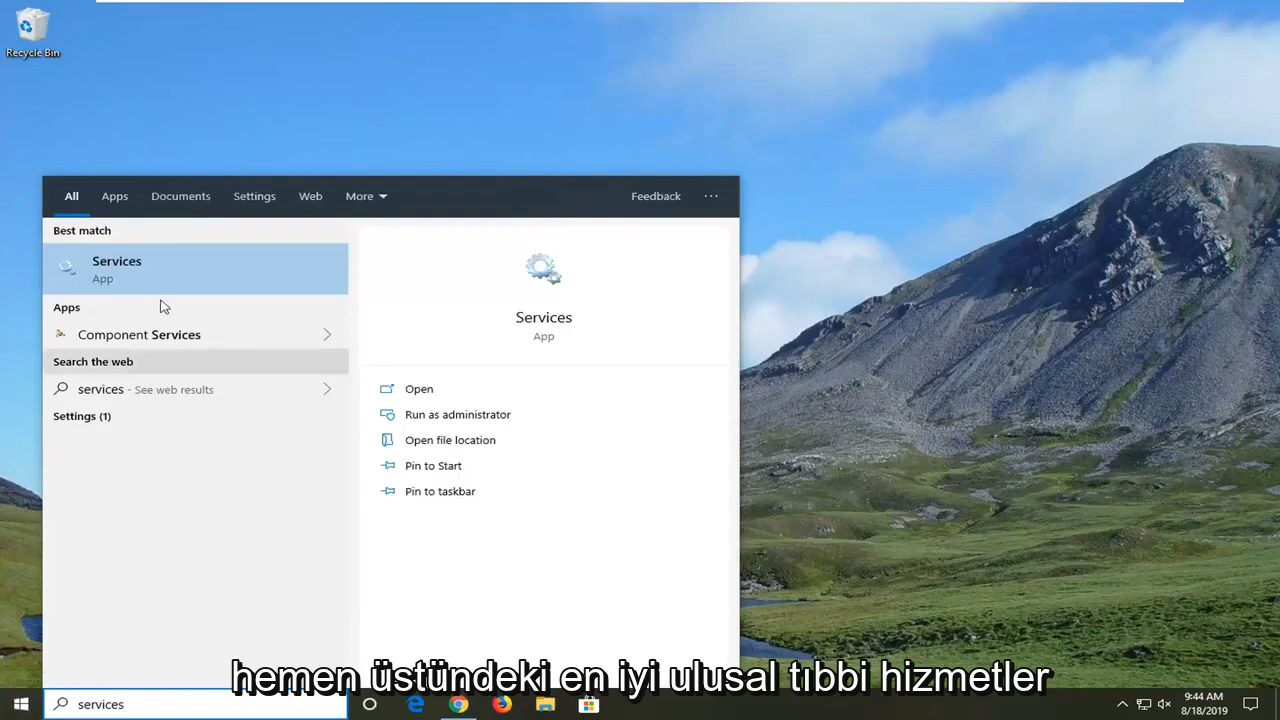 Recycle Bin
All Apps Documents Settings Web More Feedback ...
Best match
Services
App
Apps
Component Services
Search the web
services - See web results
Settings (1)
Services
App
Open
Run as administrator
Open file location
Pin to Start
Pin to taskbar
hemen üstündeki en iyi ulusal tıbbi hizmetler
services
9:44 AM
8/18/2019